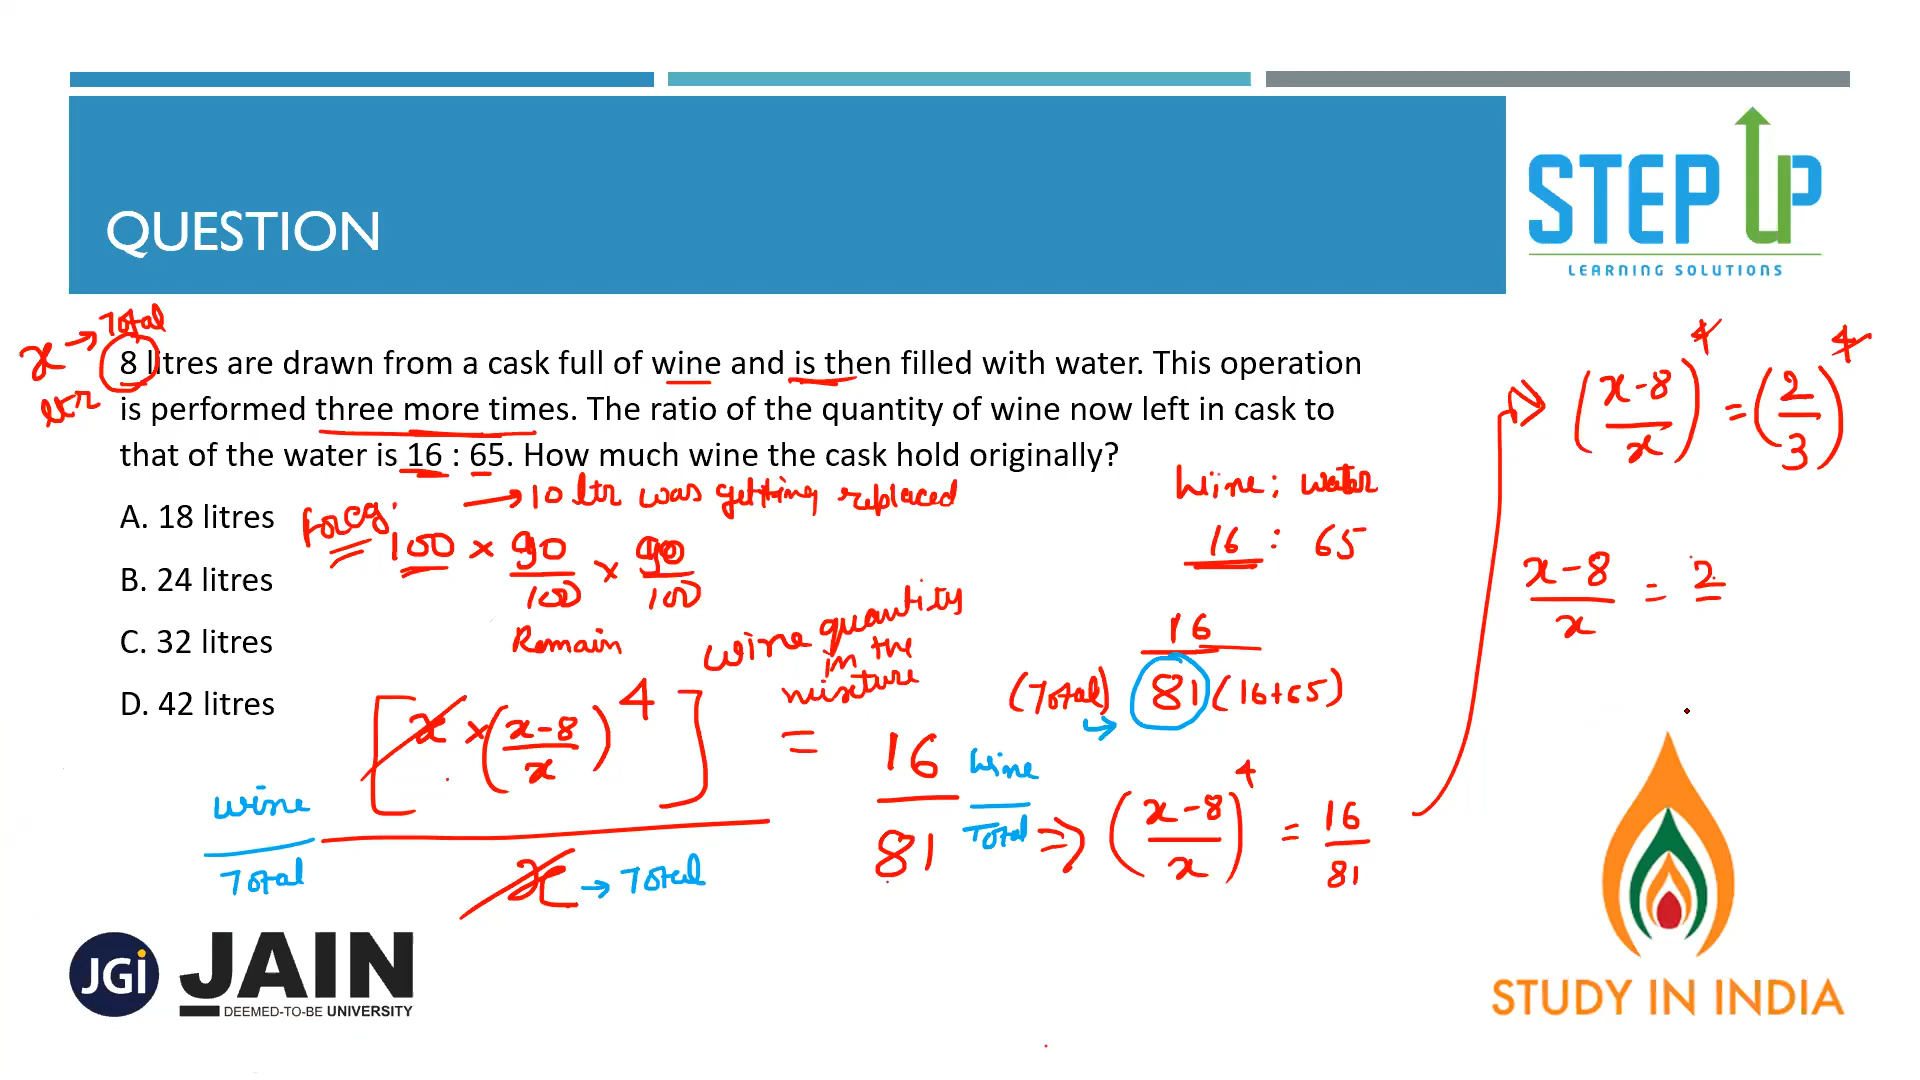 QUESTION
STEP UP
LEARNING SOLUTIONS
x → Total
ltr
8 litres are drawn from a cask full of wine and is then filled with water. This operation
is performed three more times. The ratio of the quantity of wine now left in cask to
that of the water is 16 : 65. How much wine the cask hold originally?
A. 18 litres
B. 24 litres
C. 32 litres
D. 42 litres
→ 10 ltr was getting replaced
For eg.
100 × 90/100 × 90/100
Remain
wine quantity
in the
mixture
[x × (x-8/x)^4]
=
16
81
wine
Total
x → Total
wine
Total
Wine : Water
16 : 65
16
(Total) 81 (16+65)
⇒ (x-8/x)^4 = 16/81
(x-8/x)^4 = (2/3)^4
x-8/x = 2
JGi JAIN
DEEMED-TO-BE UNIVERSITY
STUDY IN INDIA